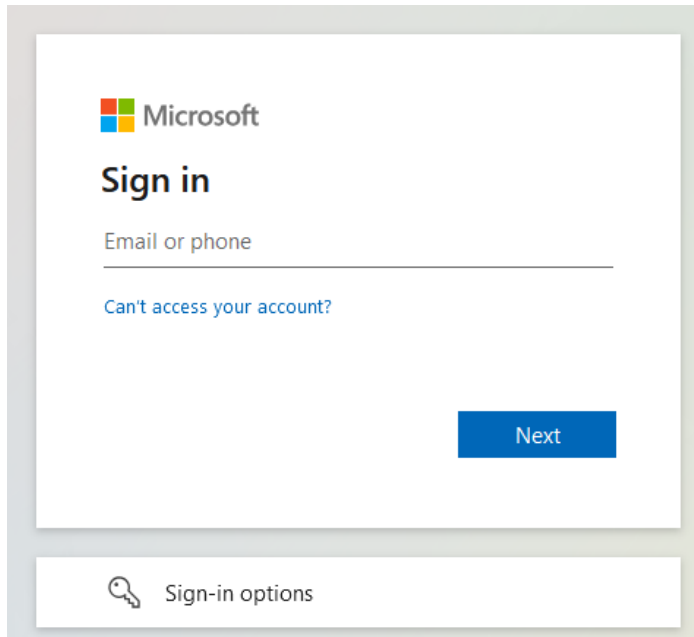 Microsoft
Sign in
Email or phone
Can't access your account?
Next
Sign-in options